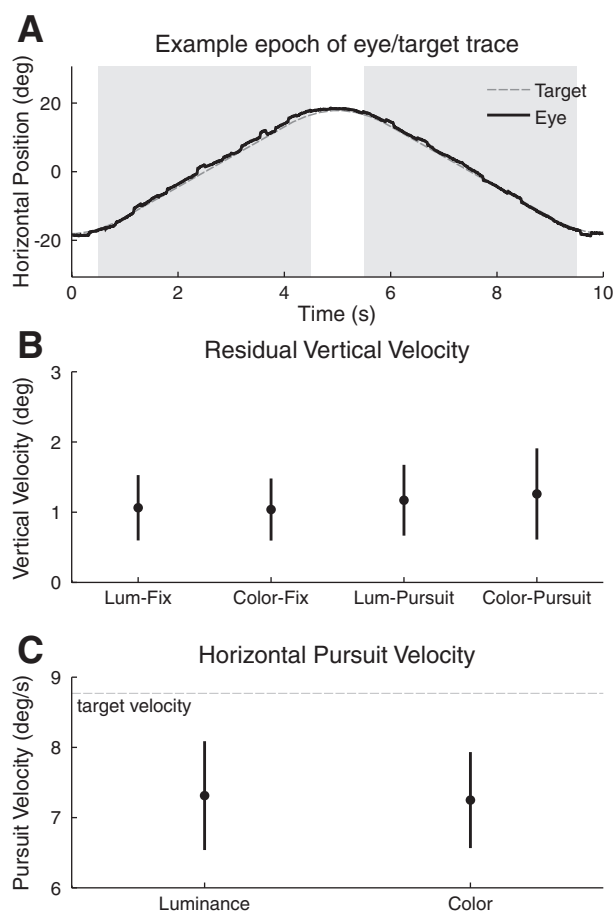 A
Example epoch of eye/target trace
Horizontal Position (deg)
20
0
-20
Target
Eye
0 2 4 6 8 10
Time (s)
B
Residual Vertical Velocity
Vertical Velocity (deg)
3
2
1
0
Lum-Fix Color-Fix Lum-Pursuit Color-Pursuit
C
Horizontal Pursuit Velocity
Pursuit Velocity (deg/s)
9
target velocity
8
7
6
Luminance Color